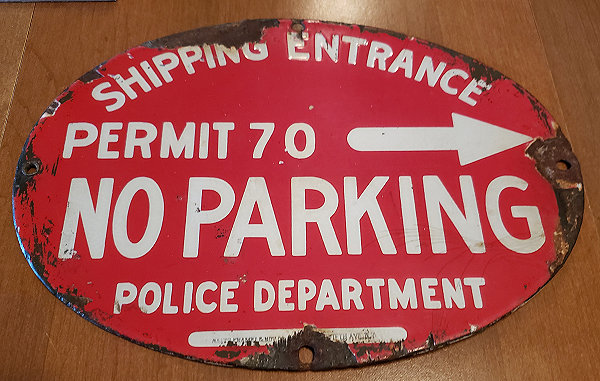 SHIPPING ENTRANCE
PERMIT 70
NO PARKING
POLICE DEPARTMENT